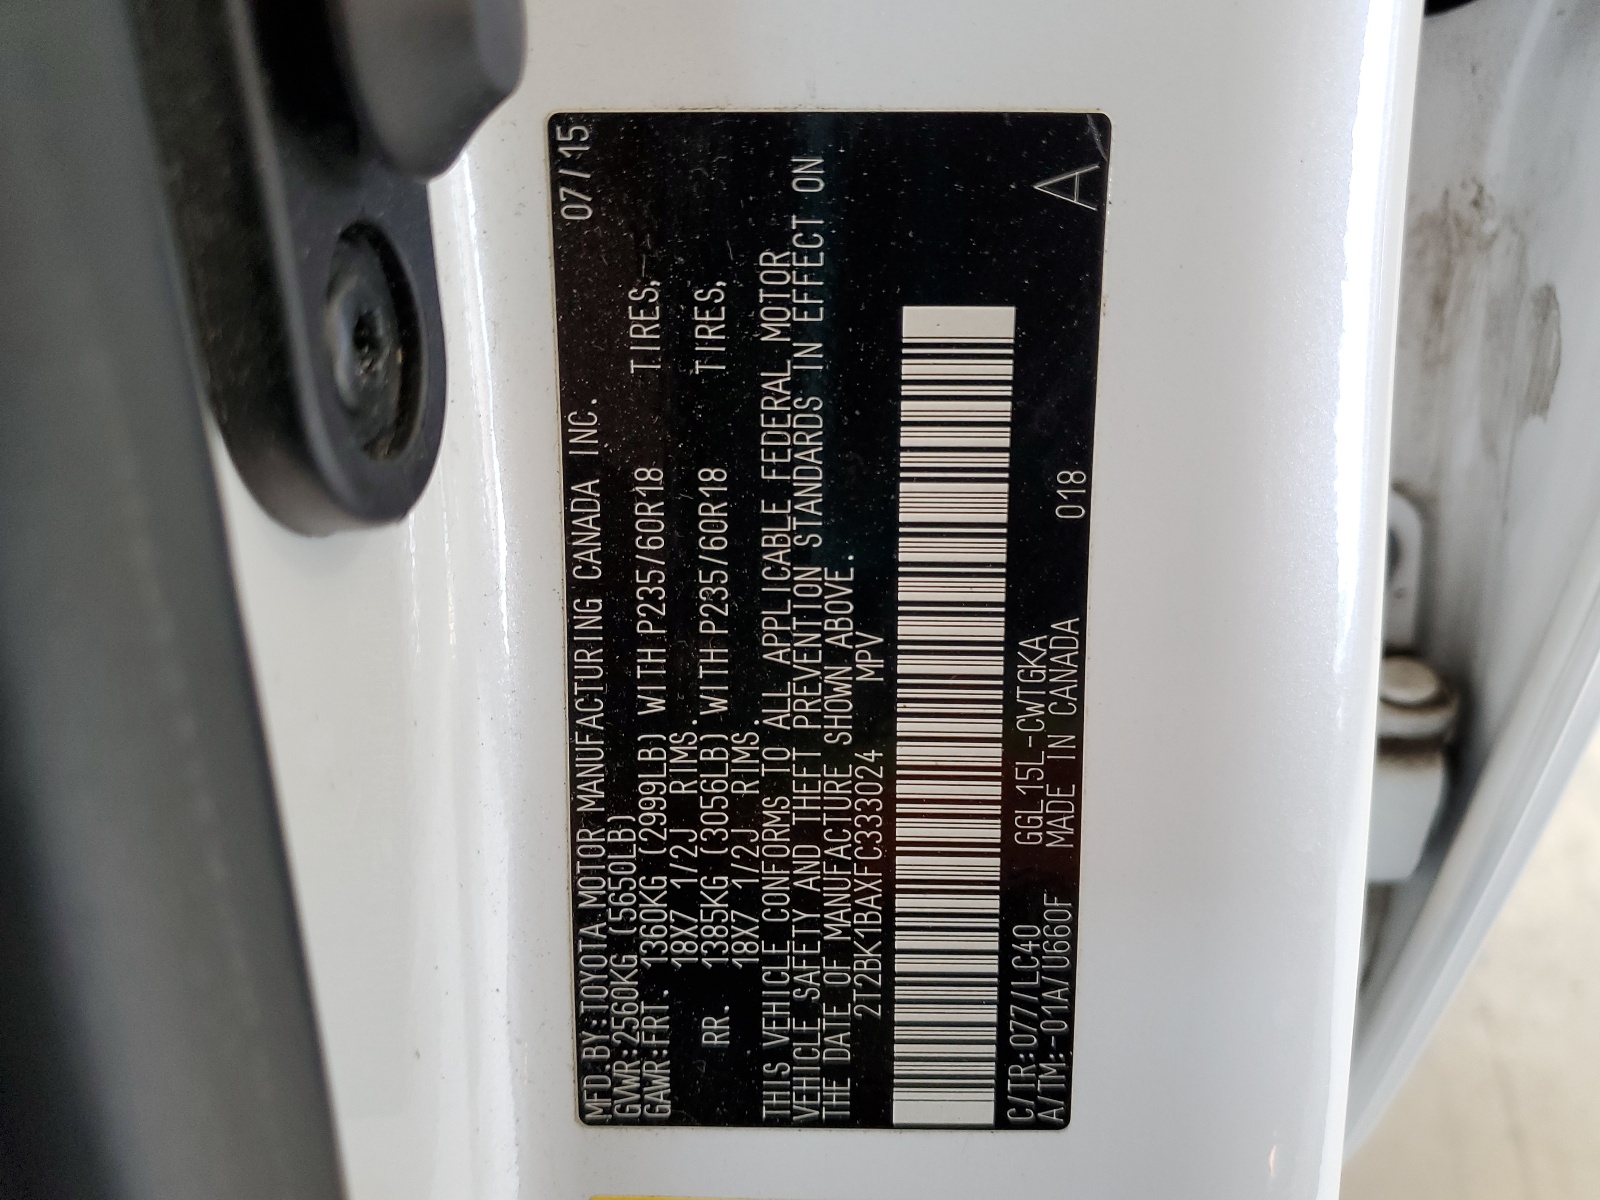 MFD.BY:TOYOTA MOTOR MANUFACTURING CANADA INC. 07/15
GVWR:2560KG (5650LB)
GAWR:FRT. 1360KG (2999LB) WITH P235/60R18 TIRES,
18X7 1/2J RIMS.
RR. 1385KG (3056LB) WITH P235/60R18 TIRES,
18X7 1/2J RIMS.
THIS VEHICLE CONFORMS TO ALL APPLICABLE FEDERAL MOTOR
VEHICLE SAFETY AND THEFT PREVENTION STANDARDS IN EFFECT ON
THE DATE OF MANUFACTURE SHOWN ABOVE.
2T2BK1BAXFC333024 MPV
A
C/TR:077/LC40 GGL15L-CWTGKA
A/TM:-01A/U660F MADE IN CANADA 018